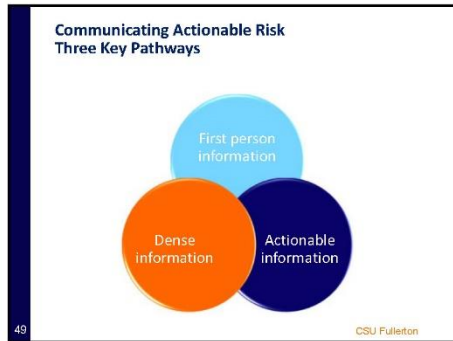 Communicating Actionable Risk
Three Key Pathways
First person
information
Dense
information
Actionable
information
49
CSU Fullerton